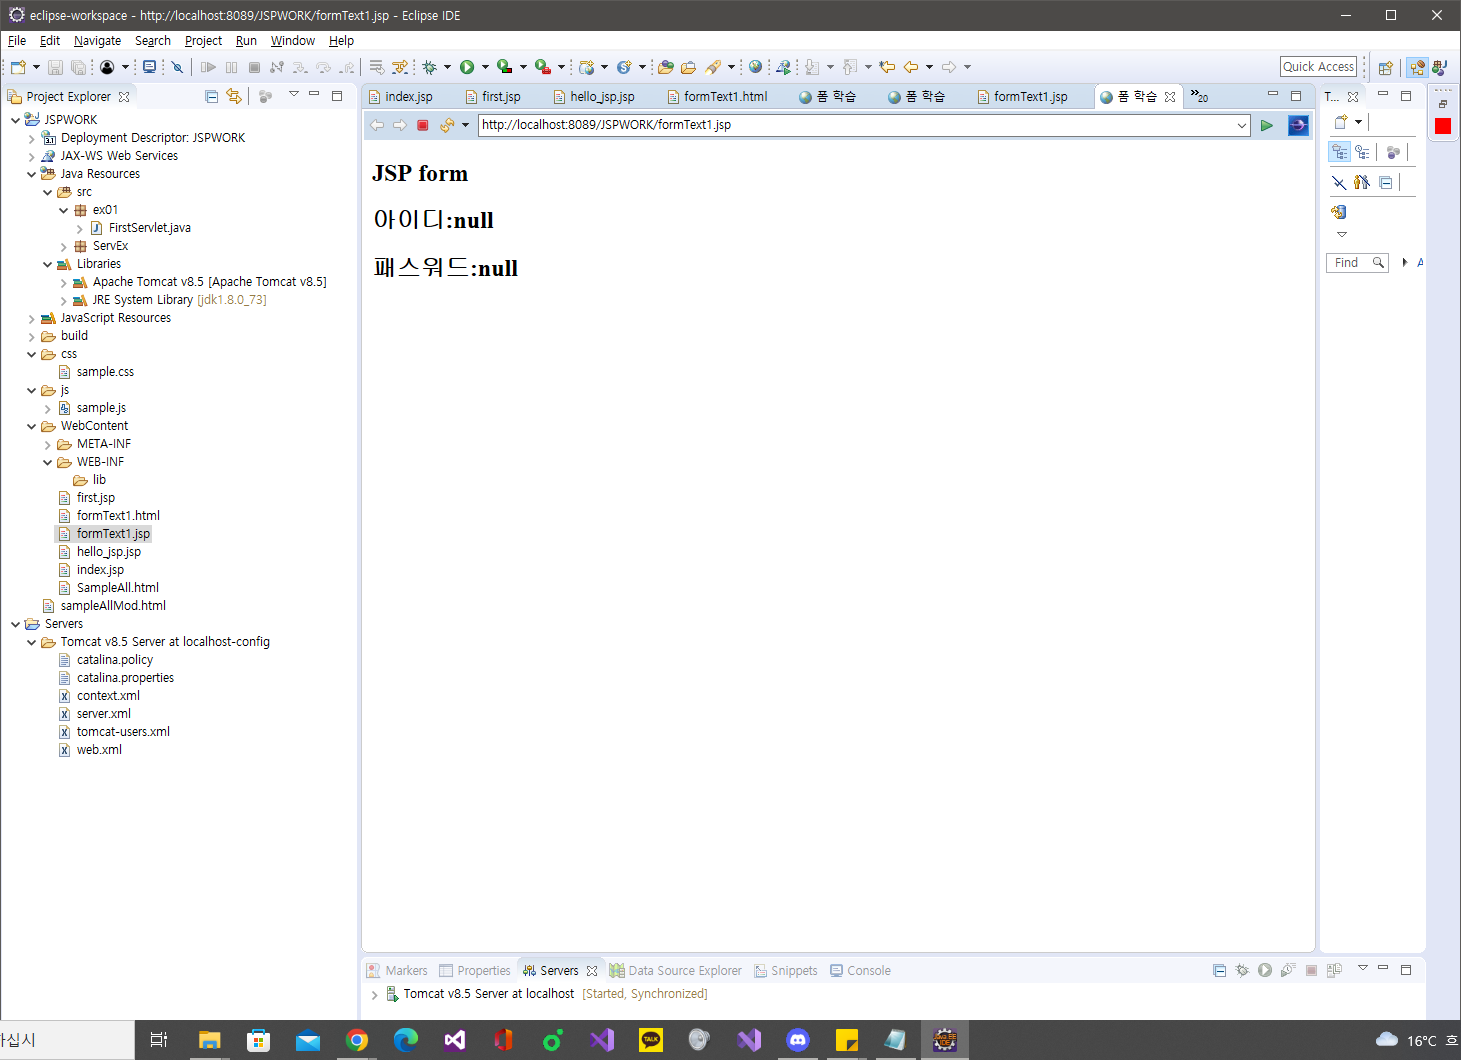 eclipse-workspace - http://localhost:8089/JSPWORK/formText1.jsp - Eclipse IDE
File Edit Navigate Search Project Run Window Help
Quick Access
Project Explorer
index.jsp first.jsp hello_jsp.jsp formText1.html 폼 학습 폼 학습 formText1.jsp 폼 학습 »20
T...
http://localhost:8089/JSPWORK/formText1.jsp
JSPWORK
Deployment Descriptor: JSPWORK
JAX-WS Web Services
Java Resources
src
ex01
FirstServlet.java
ServEx
Libraries
Apache Tomcat v8.5 [Apache Tomcat v8.5]
JRE System Library [jdk1.8.0_73]
JavaScript Resources
build
css
sample.css
js
sample.js
WebContent
META-INF
WEB-INF
lib
first.jsp
formText1.html
formText1.jsp
hello_jsp.jsp
index.jsp
SampleAll.html
sampleAllMod.html
Servers
Tomcat v8.5 Server at localhost-config
catalina.policy
catalina.properties
context.xml
server.xml
tomcat-users.xml
web.xml
JSP form
아이디:null
패스워드:null
Find
A
Markers Properties Servers Data Source Explorer Snippets Console
Tomcat v8.5 Server at localhost [Started, Synchronized]
하십시
TALK
16°C 흐